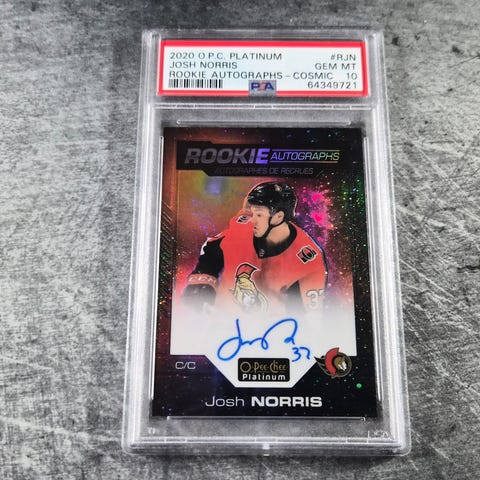 2020 O.P.C. PLATINUM #RJN
JOSH NORRIS GEM MT
ROOKIE AUTOGRAPHS-COSMIC 10
PSA 64349721
ROOKIE AUTOGRAPHS
AUTOGRAPHES DE RECRUES
37
C/C
O-Pee-Chee
Platinum
Josh NORRIS